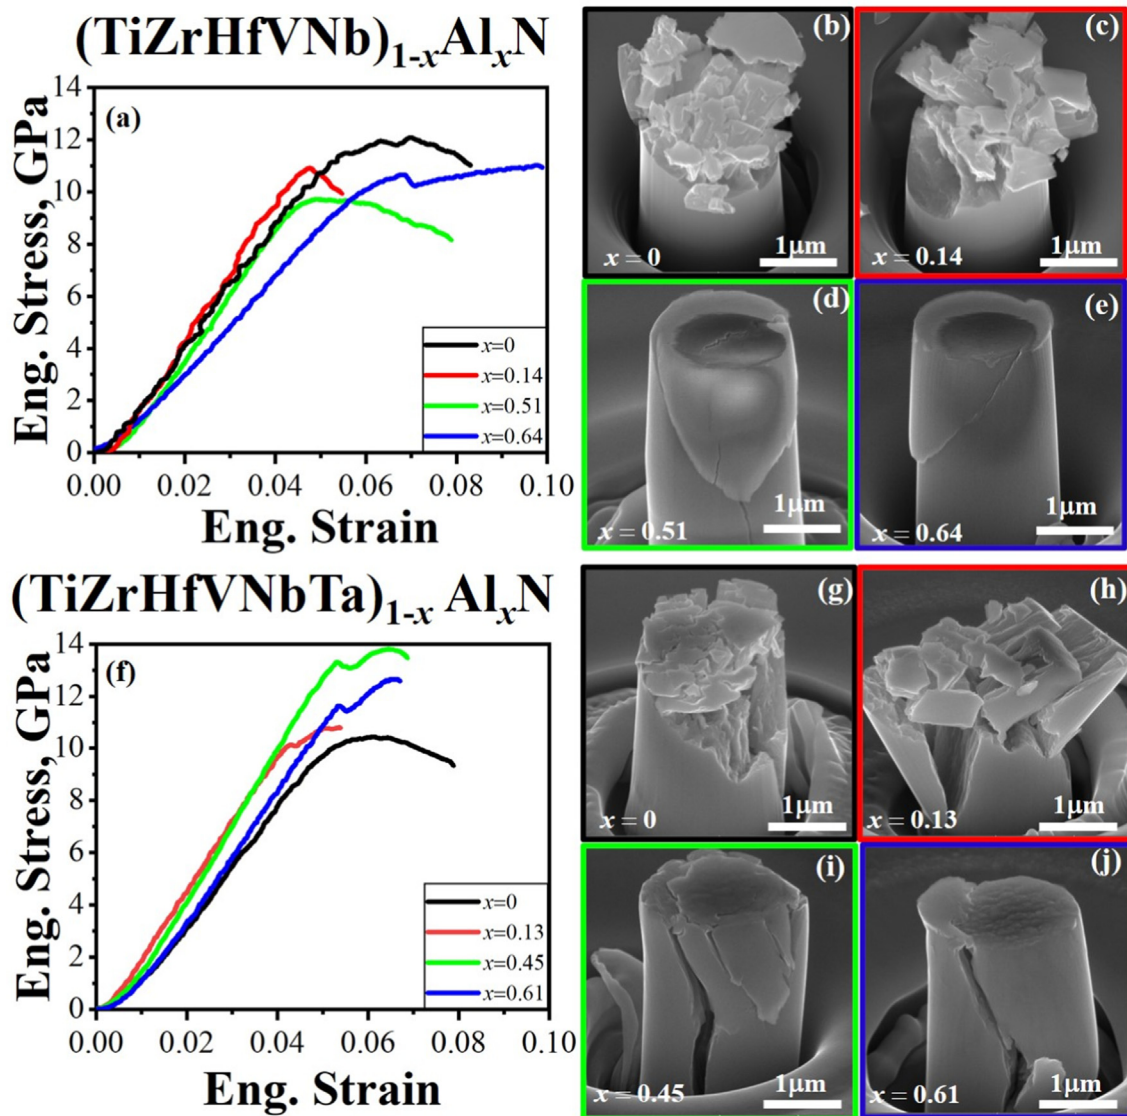 (TiZrHfVNb)1-xAlxN
(a)
Eng. Stress, GPa
14
12
10
8
6
4
2
0
x=0
x=0.14
x=0.51
x=0.64
0.00 0.02 0.04 0.06 0.08 0.10
Eng. Strain
(b)
x = 0
1μm
(c)
x = 0.14
1μm
(d)
x = 0.51
1μm
(e)
x = 0.64
1μm
(TiZrHfVNbTa)1-x AlxN
(f)
Eng. Stress, GPa
14
12
10
8
6
4
2
0
x=0
x=0.13
x=0.45
x=0.61
0.00 0.02 0.04 0.06 0.08 0.10
Eng. Strain
(g)
x = 0
1μm
(h)
x = 0.13
1μm
(i)
x = 0.45
1μm
(j)
x = 0.61
1μm